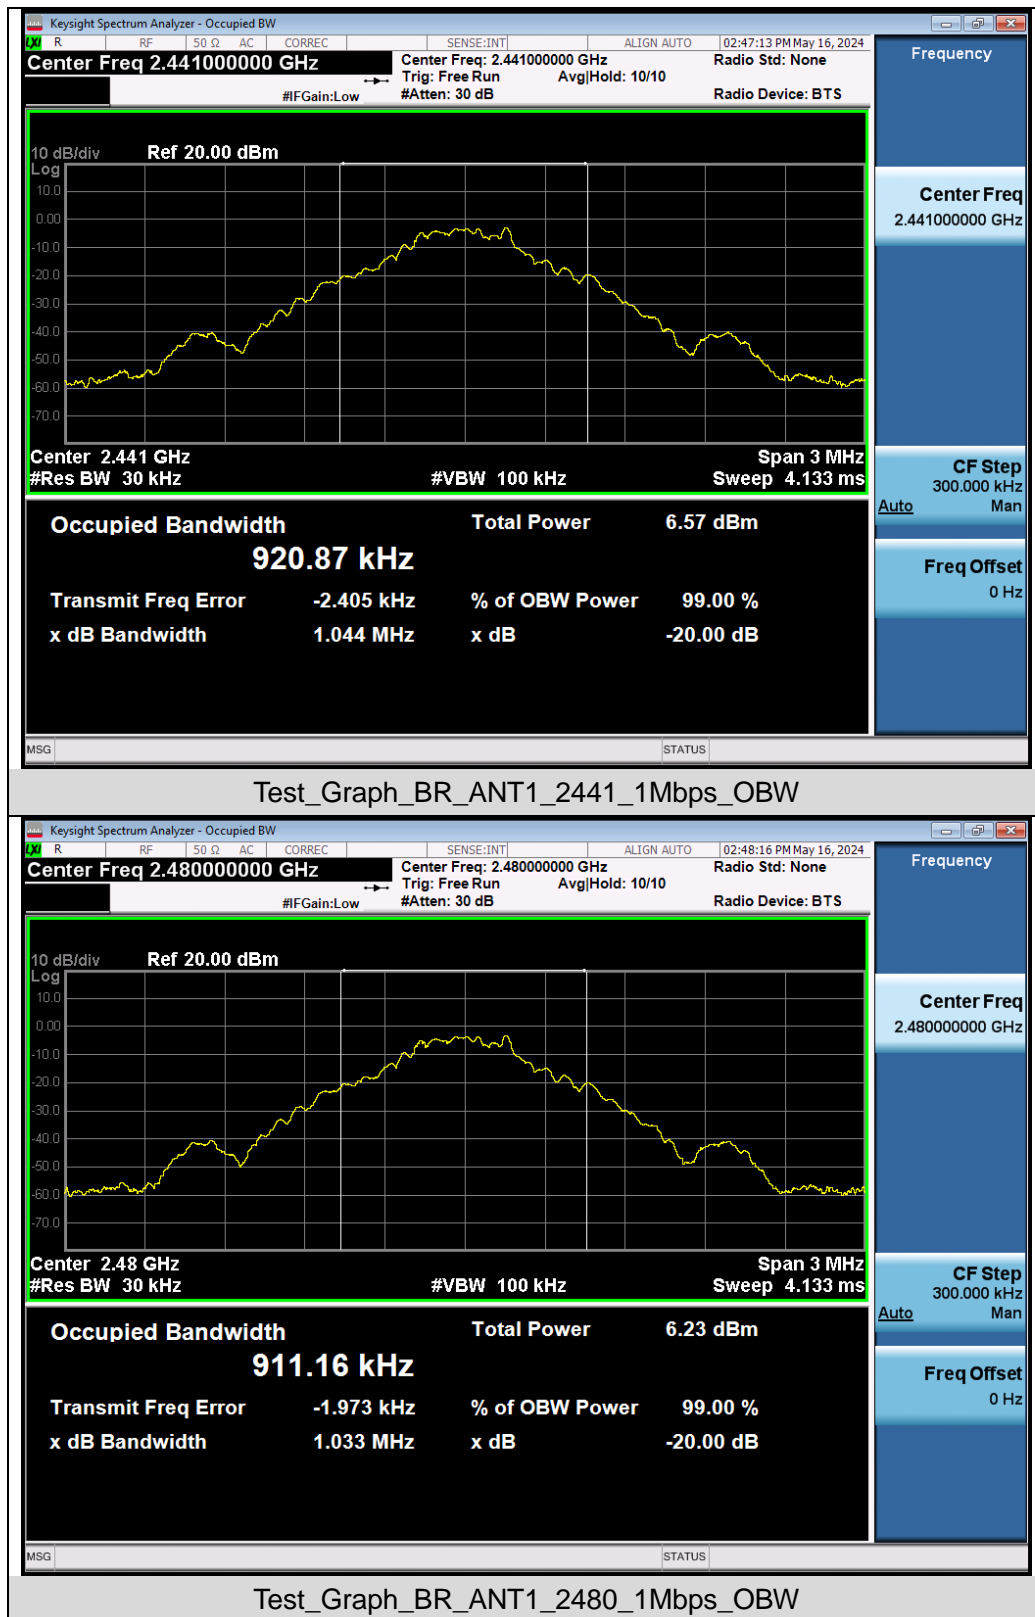 Keysight Spectrum Analyzer - Occupied BW
LXI R RF 50 Ω AC CORREC SENSE:INT ALIGN AUTO 02:47:13 PM May 16, 2024
Center Freq 2.441000000 GHz
Center Freq: 2.441000000 GHz Radio Std: None
Trig: Free Run Avg|Hold: 10/10
#IFGain:Low #Atten: 30 dB Radio Device: BTS
Frequency
10 dB/div Ref 20.00 dBm
Log
10.0
0.00
-10.0
-20.0
-30.0
-40.0
-50.0
-60.0
-70.0
Center Freq
2.441000000 GHz
Center 2.441 GHz Span 3 MHz
#Res BW 30 kHz #VBW 100 kHz Sweep 4.133 ms
CF Step
300.000 kHz
Auto Man
Occupied Bandwidth Total Power 6.57 dBm
920.87 kHz
Transmit Freq Error -2.405 kHz % of OBW Power 99.00 %
x dB Bandwidth 1.044 MHz x dB -20.00 dB
Freq Offset
0 Hz
MSG STATUS
Test_Graph_BR_ANT1_2441_1Mbps_OBW
Keysight Spectrum Analyzer - Occupied BW
LXI R RF 50 Ω AC CORREC SENSE:INT ALIGN AUTO 02:48:16 PM May 16, 2024
Center Freq 2.480000000 GHz
Center Freq: 2.480000000 GHz Radio Std: None
Trig: Free Run Avg|Hold: 10/10
#IFGain:Low #Atten: 30 dB Radio Device: BTS
Frequency
10 dB/div Ref 20.00 dBm
Log
10.0
0.00
-10.0
-20.0
-30.0
-40.0
-50.0
-60.0
-70.0
Center Freq
2.480000000 GHz
Center 2.48 GHz Span 3 MHz
#Res BW 30 kHz #VBW 100 kHz Sweep 4.133 ms
CF Step
300.000 kHz
Auto Man
Occupied Bandwidth Total Power 6.23 dBm
911.16 kHz
Transmit Freq Error -1.973 kHz % of OBW Power 99.00 %
x dB Bandwidth 1.033 MHz x dB -20.00 dB
Freq Offset
0 Hz
MSG STATUS
Test_Graph_BR_ANT1_2480_1Mbps_OBW